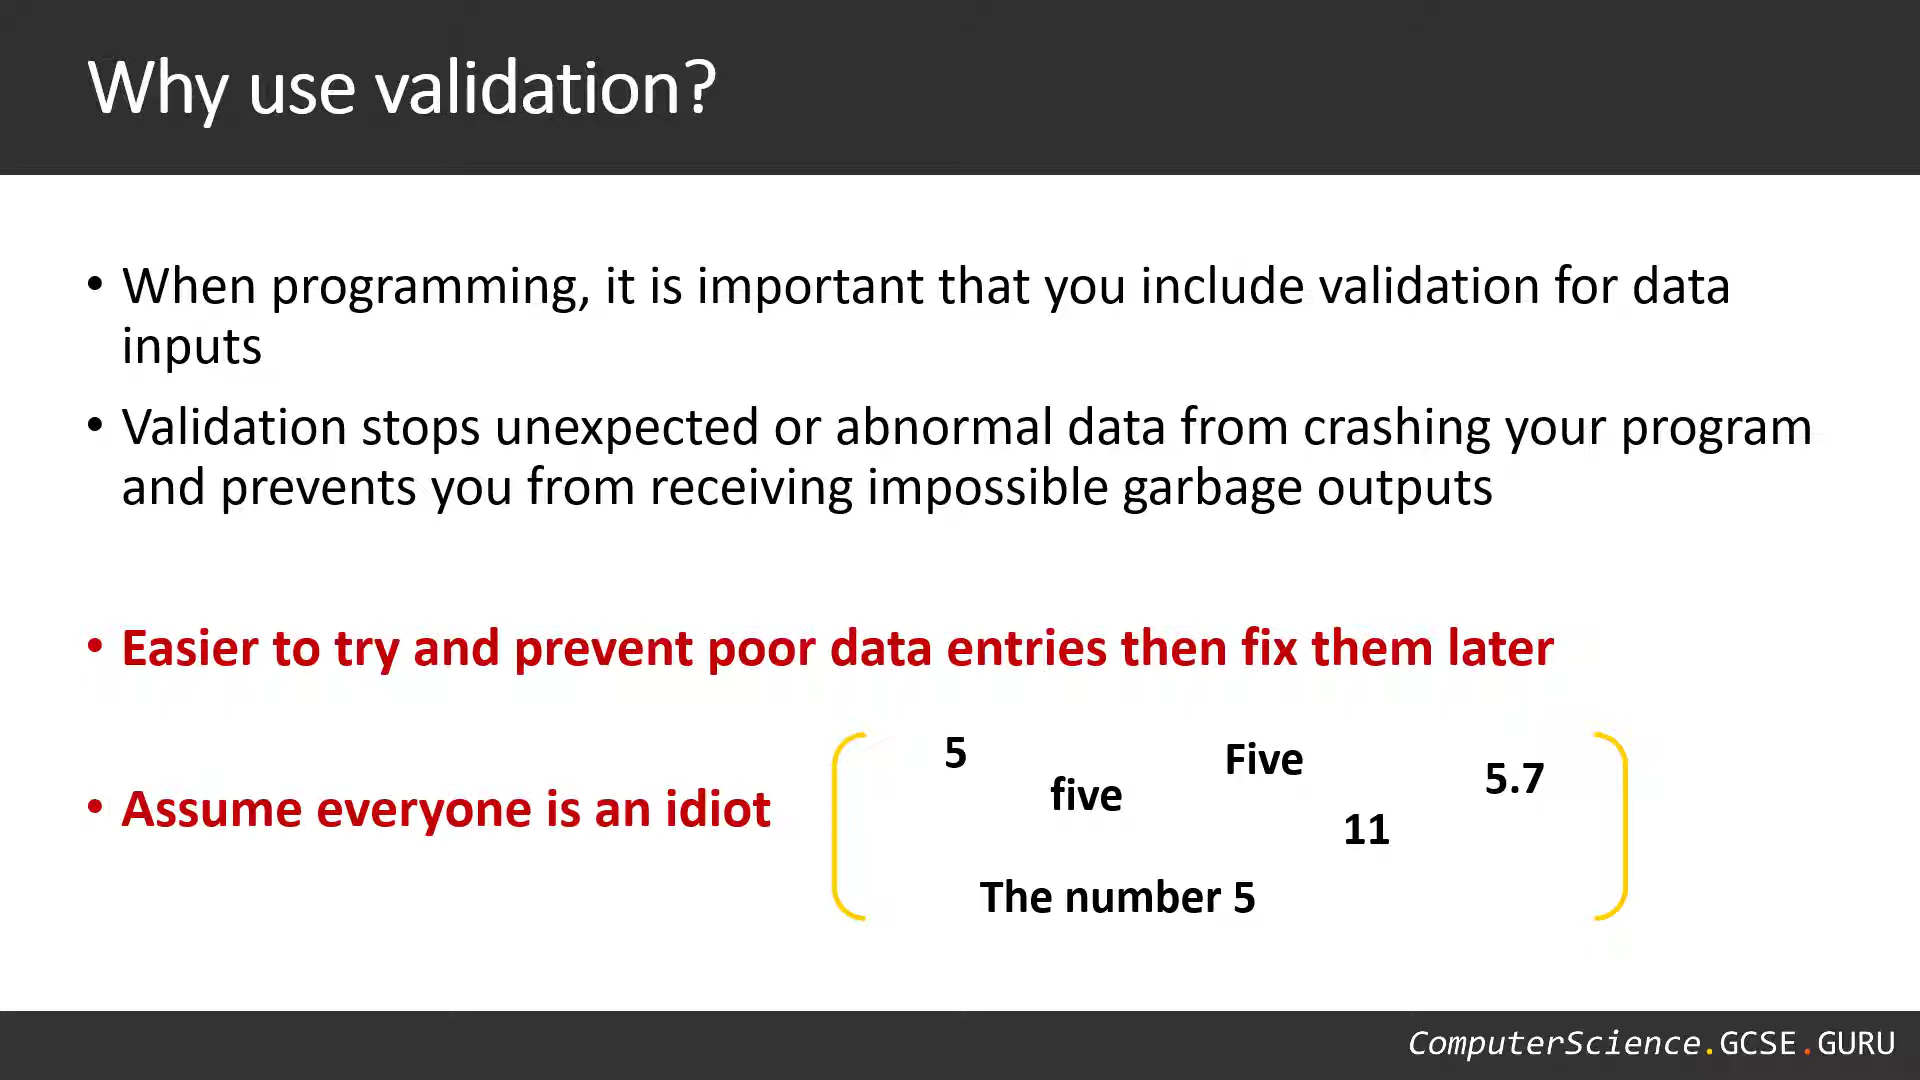 Why use validation?
• When programming, it is important that you include validation for data
inputs
• Validation stops unexpected or abnormal data from crashing your program
and prevents you from receiving impossible garbage outputs
• Easier to try and prevent poor data entries then fix them later
• Assume everyone is an idiot
5
five
Five
11
5.7
The number 5
ComputerScience.GCSE.GURU